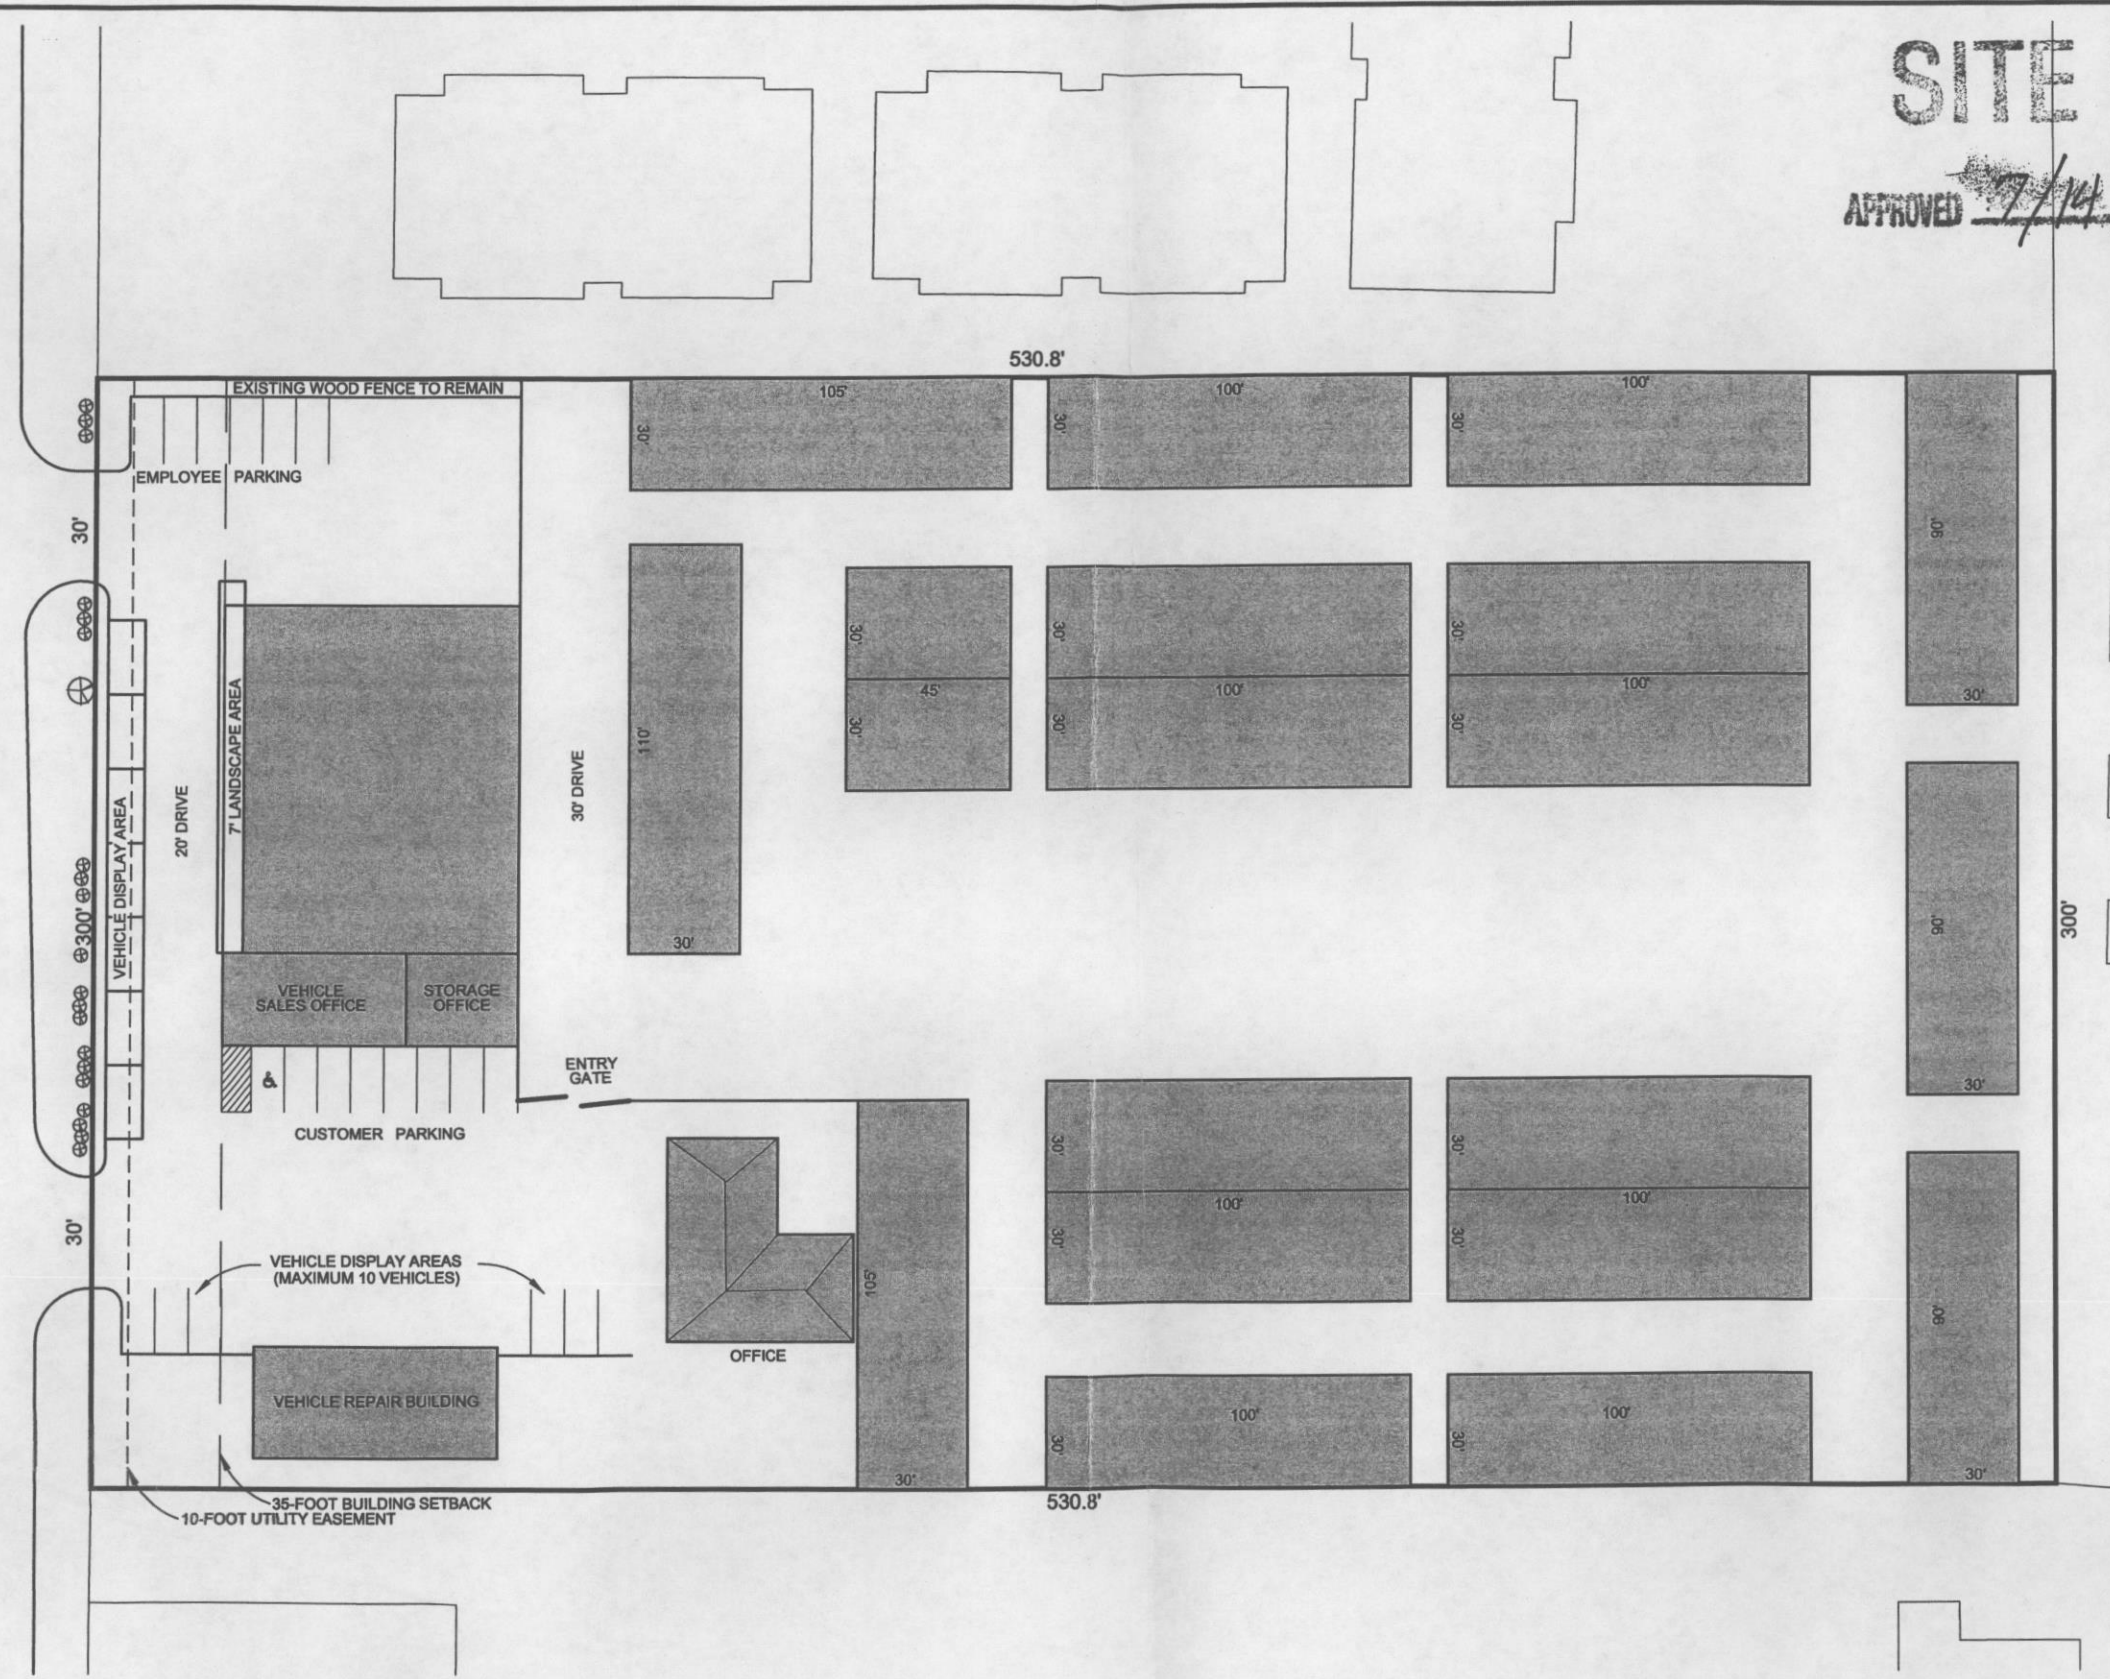 SITE
APPROVED 7/14
530.8'
EXISTING WOOD FENCE TO REMAIN
105'
100'
100'
30'
30'
30'
EMPLOYEE PARKING
30'
90'
30'
30'
30'
30'
45'
100'
100'
30'
30'
30'
30'
7' LANDSCAPE AREA
110'
30' DRIVE
20' DRIVE
VEHICLE DISPLAY AREA
300'
90'
300'
30'
VEHICLE
SALES OFFICE
STORAGE
OFFICE
ENTRY
GATE
30'
CUSTOMER PARKING
30'
30'
100'
100'
30'
30'
30'
VEHICLE DISPLAY AREAS
(MAXIMUM 10 VEHICLES)
105'
90'
OFFICE
VEHICLE REPAIR BUILDING
100'
100'
30'
30'
30'
30'
35-FOOT BUILDING SETBACK
10-FOOT UTILITY EASEMENT
530.8'